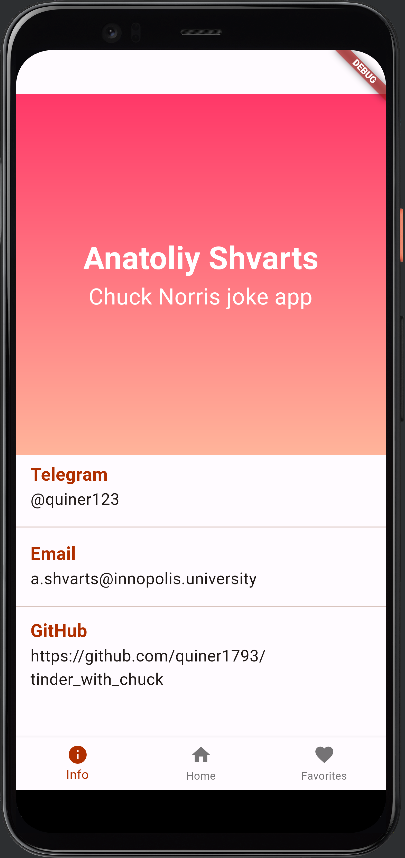 DEBUG
Anatoliy Shvarts
Chuck Norris joke app
Telegram
@quiner123
Email
a.shvarts@innopolis.university
GitHub
https://github.com/quiner1793/
tinder_with_chuck
Info
Home
Favorites